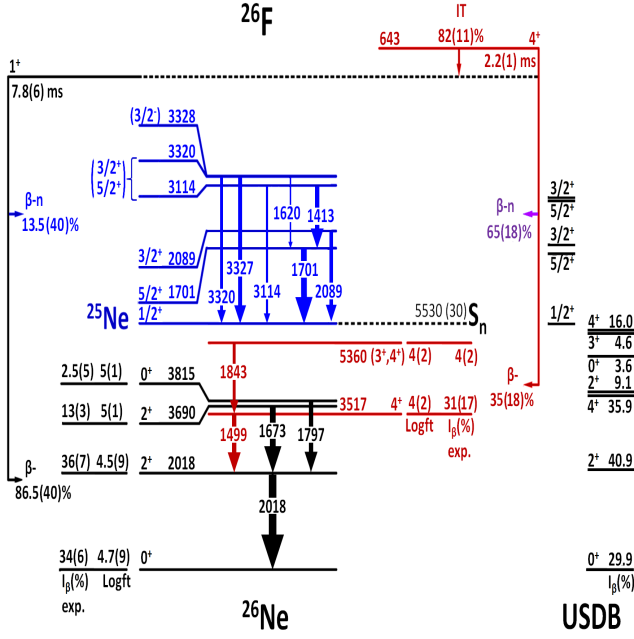 ²⁶F
IT
643 82(11)% 4⁺
1⁺
2.2(1) ms
7.8(6) ms
(3/2⁻) 3328
3320
(3/2⁺
5/2⁺) 3114
β-n
13.5(40)%
1620 1413
3/2⁺
5/2⁺
β-n
65(18)%
3/2⁺
5/2⁺
3/2⁺ 2089
3327 1701
3320 3114 2089
5/2⁺ 1701
²⁵Ne 1/2⁺
5530 (30) Sₙ
1/2⁺
4⁺ 16.0
3⁺ 4.6
0⁺ 3.6
2⁺ 9.1
4⁺ 35.9
5360 (3⁺,4⁺) 4(2) 4(2)
1843
β-
35(18)%
2.5(5) 5(1) 0⁺ 3815
3517 4⁺ 4(2) 31(17)
Logft Iᵦ(%)
exp.
13(3) 5(1) 2⁺ 3690
1499 1673 1797
β-
86.5(40)%
36(7) 4.5(9) 2⁺ 2018
2⁺ 40.9
2018
34(6) 4.7(9) 0⁺
0⁺ 29.9
Iᵦ(%) Logft
exp.
Iᵦ(%)
²⁶Ne
USDB